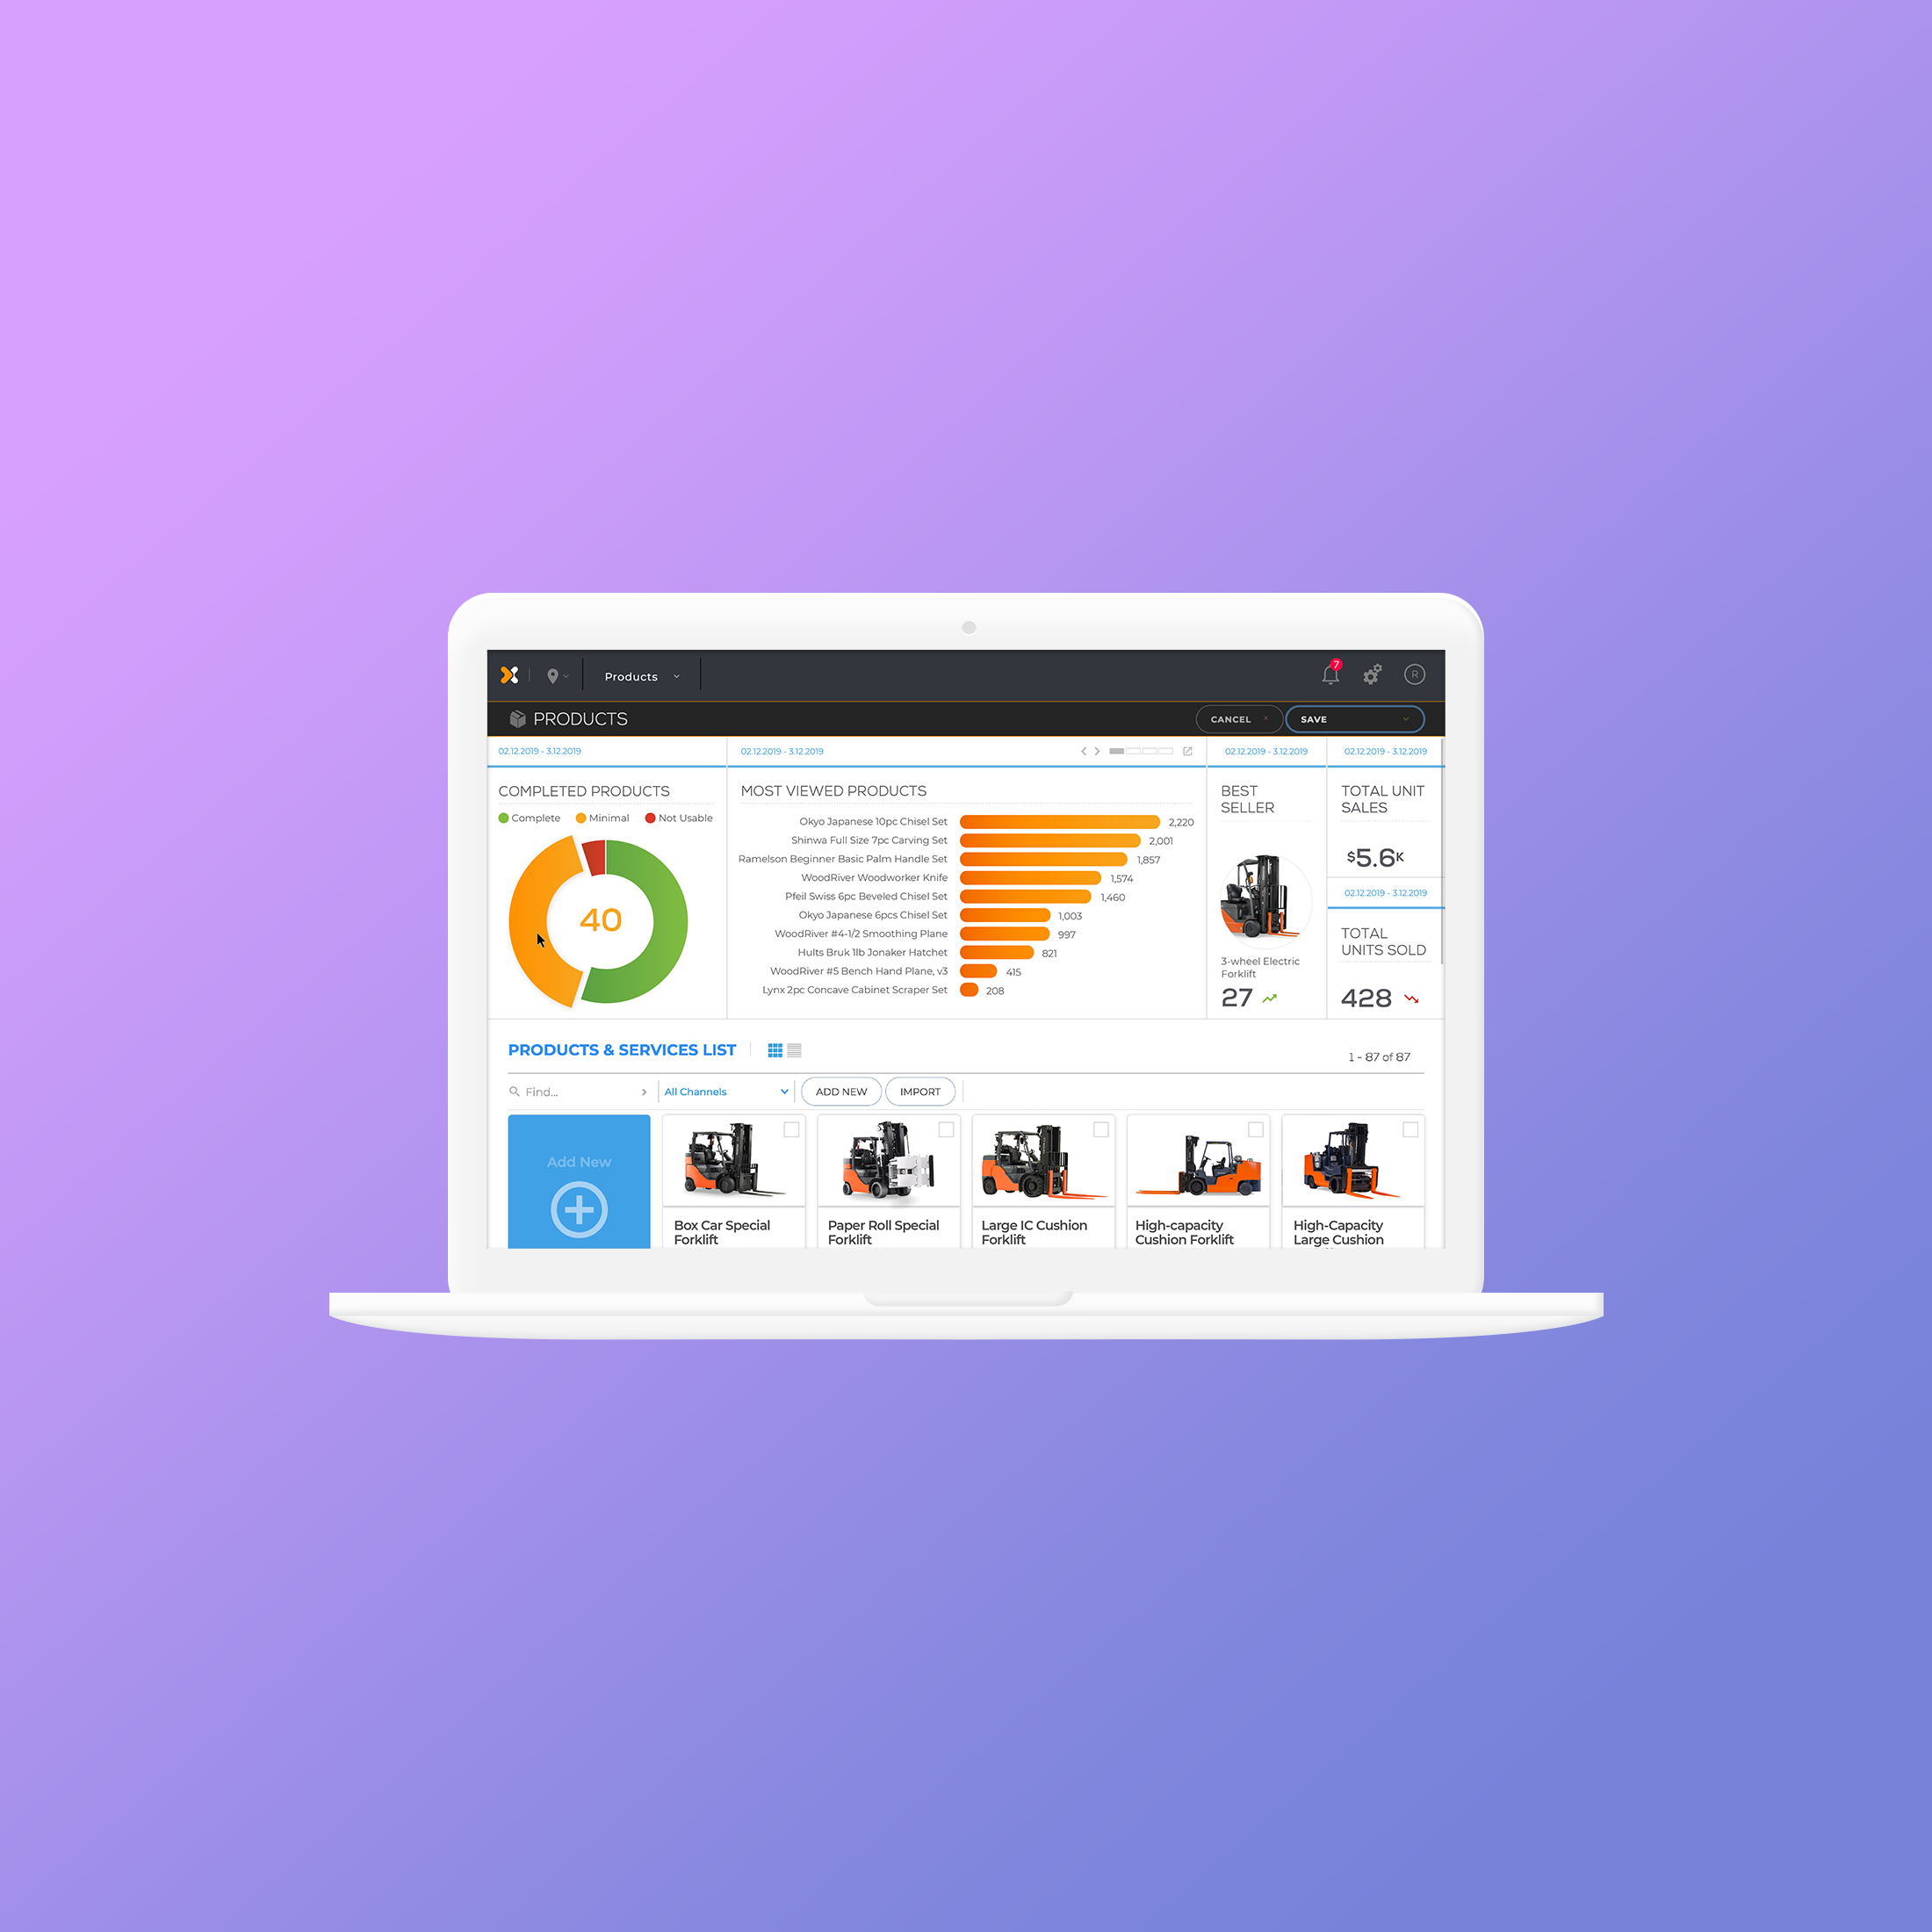 7
Products
R
PRODUCTS
CANCEL ×
SAVE
02.12.2019 - 3.12.2019
COMPLETED PRODUCTS
Complete Minimal Not Usable
40
02.12.2019 - 3.12.2019
MOST VIEWED PRODUCTS
Okyo Japanese 10pc Chisel Set 2,220
Shinwa Full Size 7pc Carving Set 2,001
Ramelson Beginner Basic Palm Handle Set 1,857
WoodRiver Woodworker Knife 1,574
Pfeil Swiss 6pc Beveled Chisel Set 1,460
Okyo Japanese 6pcs Chisel Set 1,003
WoodRiver #4-1/2 Smoothing Plane 997
Hults Bruk 1lb Jonaker Hatchet 821
WoodRiver #5 Bench Hand Plane, v3 415
Lynx 2pc Concave Cabinet Scraper Set 208
02.12.2019 - 3.12.2019
BEST
SELLER
3-wheel Electric
Forklift
27
02.12.2019 - 3.12.2019
TOTAL UNIT
SALES
$5.6K
02.12.2019 - 3.12.2019
TOTAL
UNITS SOLD
428
PRODUCTS & SERVICES LIST
1 - 87 of 87
Find...
All Channels
ADD NEW
IMPORT
Add New
Box Car Special
Forklift
Paper Roll Special
Forklift
Large IC Cushion
Forklift
High-capacity
Cushion Forklift
High-Capacity
Large Cushion